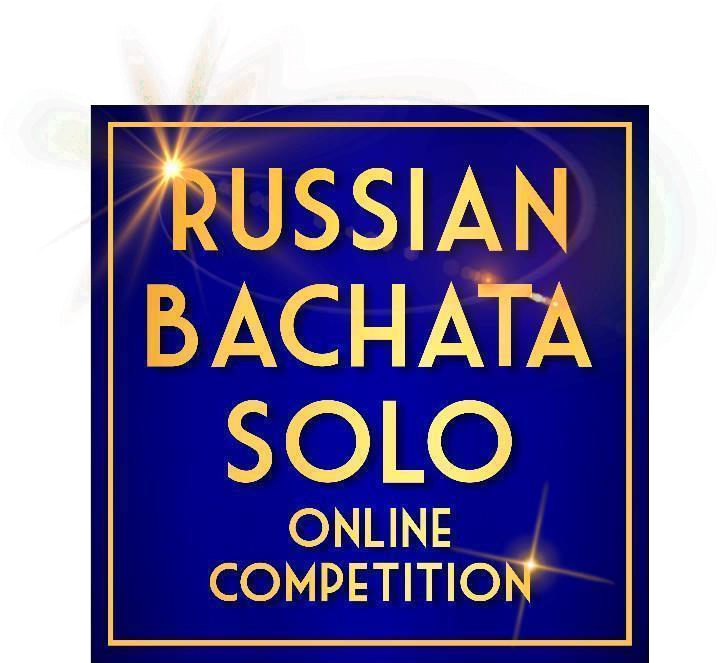 RUSSIAN
BACHATA
SOLO
ONLINE
COMPETITION